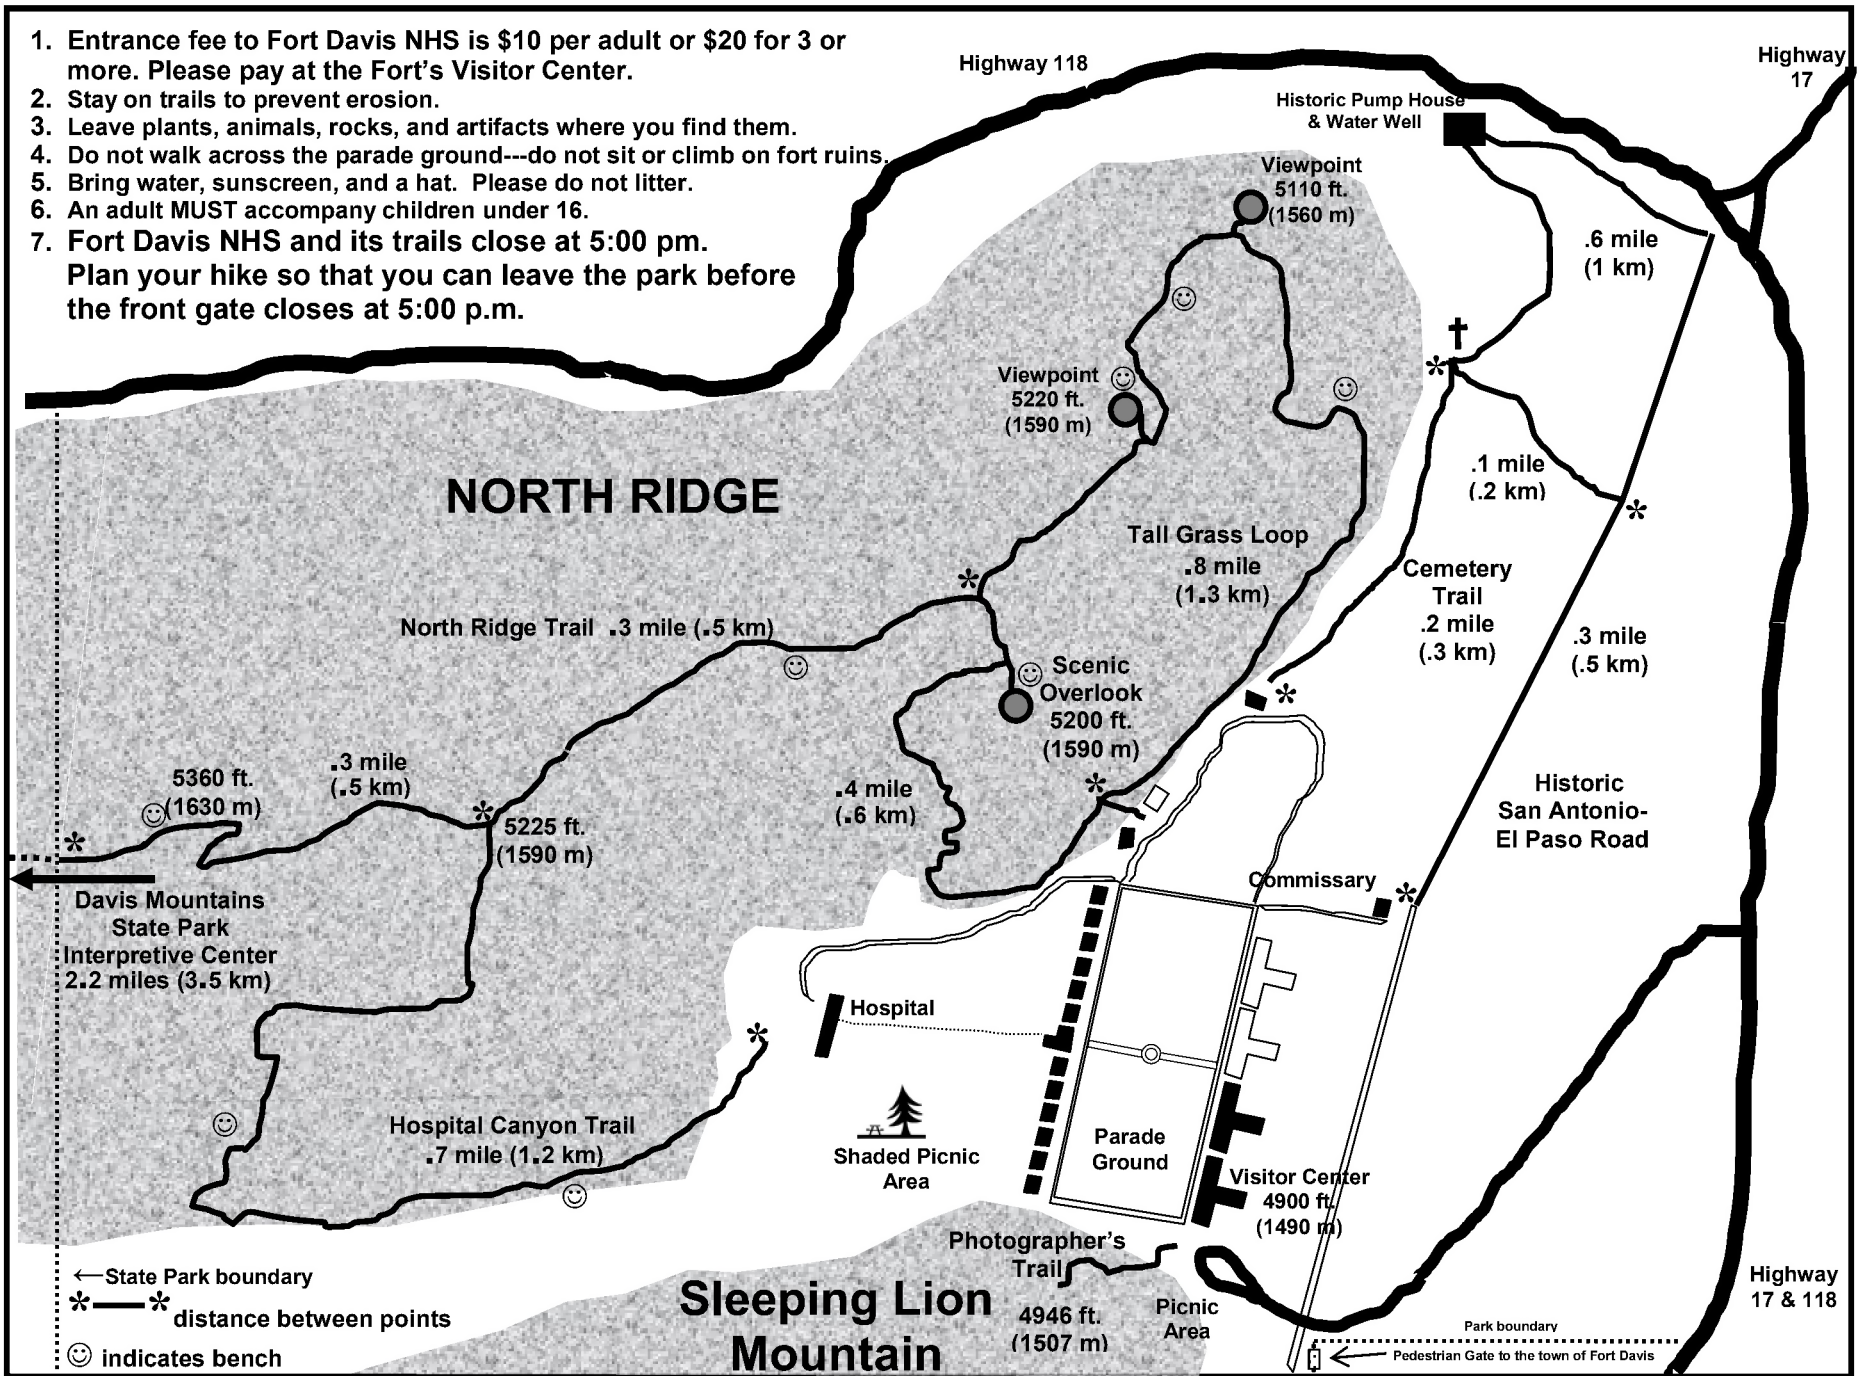 1. Entrance fee to Fort Davis NHS is $10 per adult or $20 for 3 or
more. Please pay at the Fort's Visitor Center.
2. Stay on trails to prevent erosion.
3. Leave plants, animals, rocks, and artifacts where you find them.
4. Do not walk across the parade ground---do not sit or climb on fort ruins.
5. Bring water, sunscreen, and a hat. Please do not litter.
6. An adult MUST accompany children under 16.
7. Fort Davis NHS and its trails close at 5:00 pm.
Plan your hike so that you can leave the park before
the front gate closes at 5:00 p.m.
Highway 118
Highway
17
Historic Pump House
& Water Well
Viewpoint
5110 ft.
(1560 m)
.6 mile
(1 km)
Viewpoint
5220 ft.
(1590 m)
.1 mile
(.2 km)
NORTH RIDGE
Tall Grass Loop
.8 mile
(1.3 km)
Cemetery
Trail
.2 mile
(.3 km)
.3 mile
(.5 km)
North Ridge Trail .3 mile (.5 km)
Scenic
Overlook
5200 ft.
(1590 m)
5360 ft.
(1630 m)
.3 mile
(.5 km)
.4 mile
(.6 km)
5225 ft.
(1590 m)
Historic
San Antonio-
El Paso Road
Commissary
Davis Mountains
State Park
Interpretive Center
2.2 miles (3.5 km)
Hospital
Hospital Canyon Trail
.7 mile (1.2 km)
Shaded Picnic
Area
Parade
Ground
Visitor Center
4900 ft.
(1490 m)
Photographer's
Trail
←State Park boundary
*—* distance between points
indicates bench
Sleeping Lion
Mountain
4946 ft.
(1507 m)
Picnic
Area
Highway
17 & 118
Park boundary
Pedestrian Gate to the town of Fort Davis